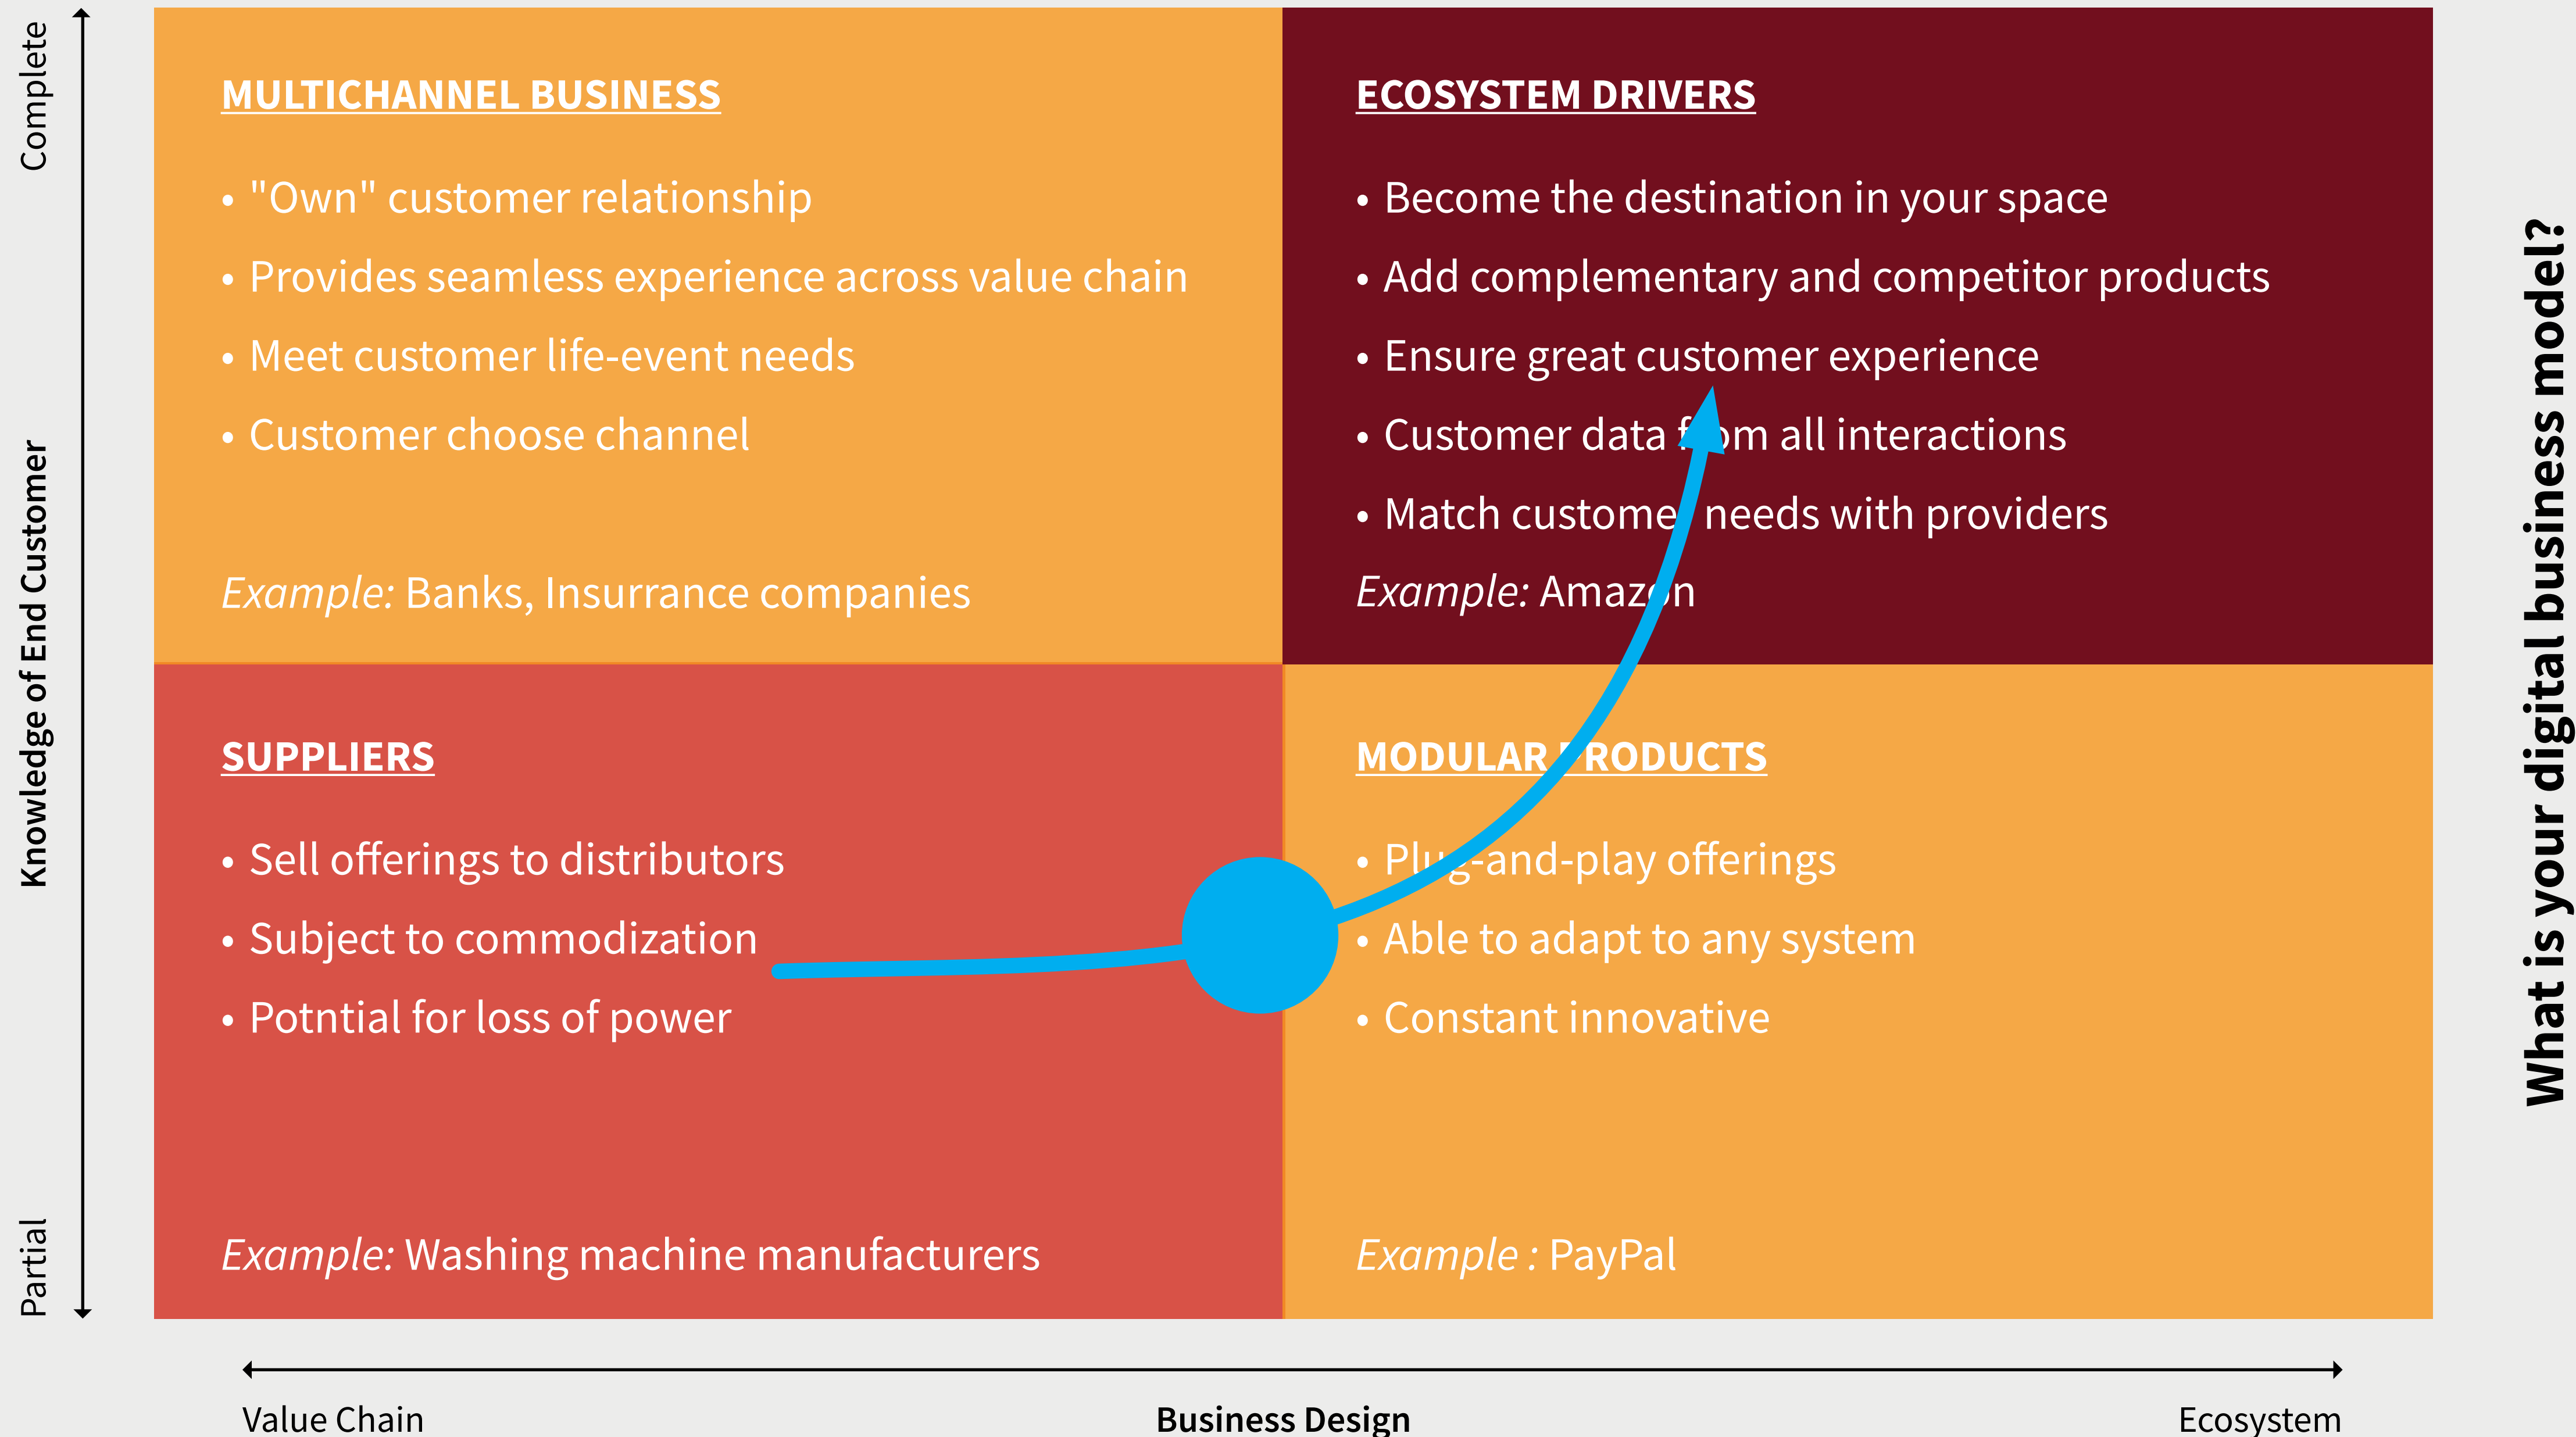 Complete
Knowledge of End Customer
Partial
MULTICHANNEL BUSINESS
• "Own" customer relationship
• Provides seamless experience across value chain
• Meet customer life-event needs
• Customer choose channel
Example: Banks, Insurrance companies
ECOSYSTEM DRIVERS
• Become the destination in your space
• Add complementary and competitor products
• Ensure great customer experience
• Customer data from all interactions
• Match customer needs with providers
Example: Amazon
SUPPLIERS
• Sell offerings to distributors
• Subject to commodization
• Potntial for loss of power
Example: Washing machine manufacturers
MODULAR PRODUCTS
• Plug-and-play offerings
• Able to adapt to any system
• Constant innovative
Example : PayPal
Value Chain
Business Design
Ecosystem
What is your digital business model?